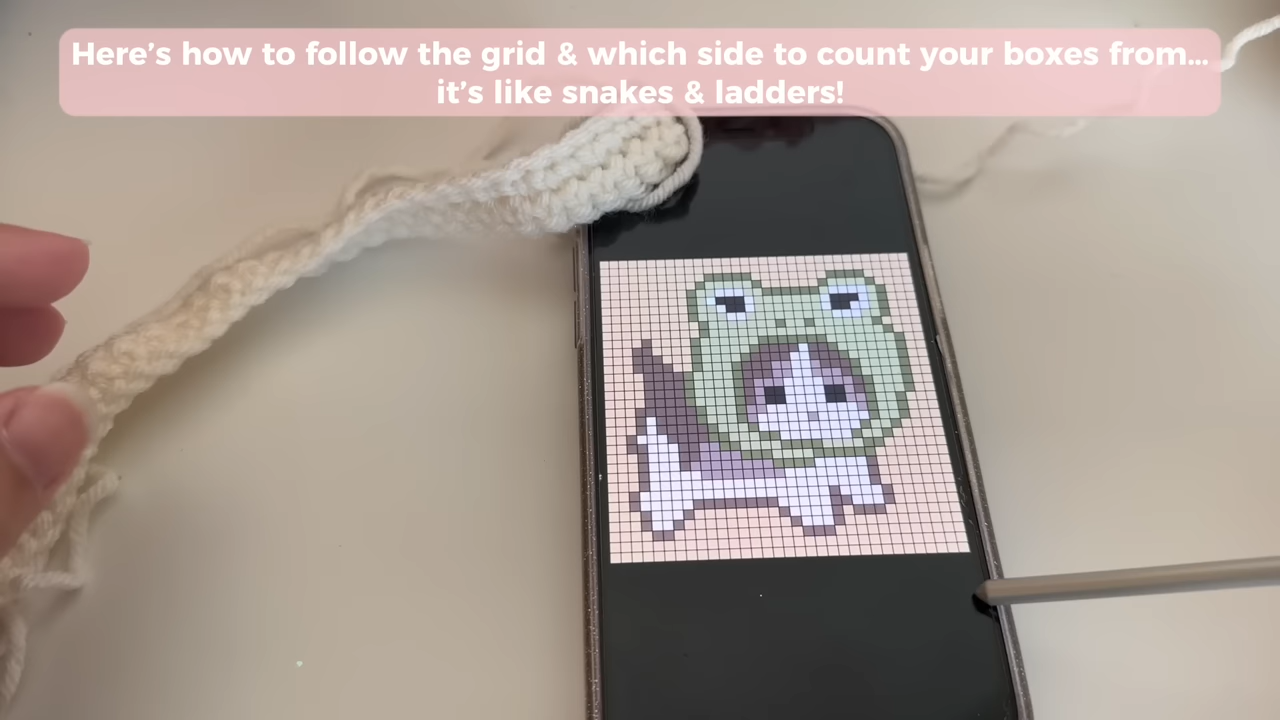 Here's how to follow the grid & which side to count your boxes from...
it's like snakes & ladders!